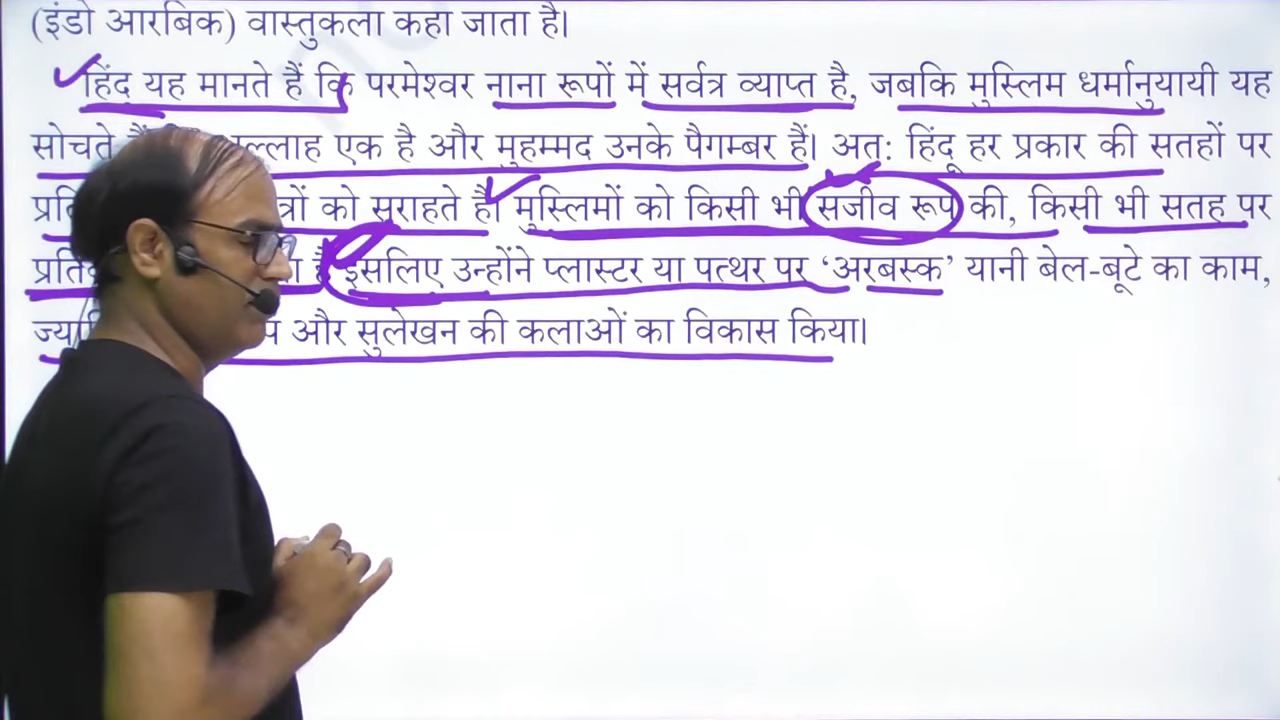 (इंडो आरबिक) वास्तुकला कहा जाता है।
हिंदू यह मानते हैं कि परमेश्वर नाना रूपों में सर्वत्र व्याप्त है, जबकि मुस्लिम धर्मानुयायी यह
सोचते हैं एक है और मुहम्मद उनके पैगम्बर हैं। अत: हिंदू हर प्रकार की सतहों पर
को सराहते हैं। मुस्लिमों को किसी भी सजीव रूप की, किसी भी सतह पर
इसलिए उन्होंने प्लास्टर या पत्थर पर ‘अरबस्क’ यानी बेल-बूटे का काम,
और सुलेखन की कलाओं का विकास किया।